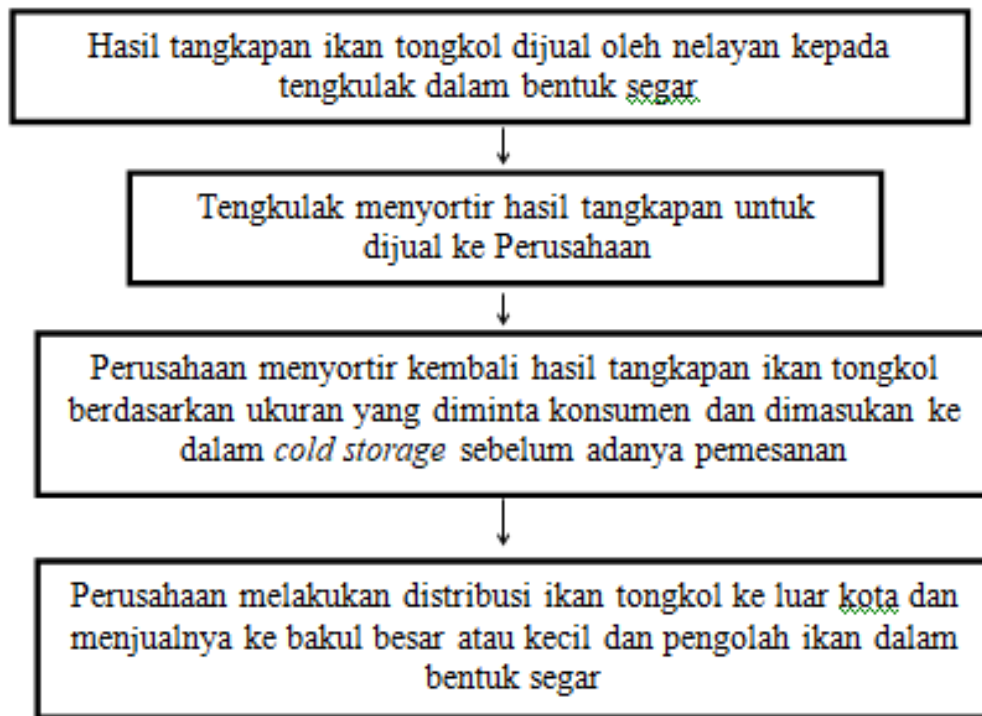 Hasil tangkapan ikan tongkol dijual oleh nelayan kepada
tengkulak dalam bentuk segar
Tengkulak menyortir hasil tangkapan untuk
dijual ke Perusahaan
Perusahaan menyortir kembali hasil tangkapan ikan tongkol
berdasarkan ukuran yang diminta konsumen dan dimasukan ke
dalam cold storage sebelum adanya pemesanan
Perusahaan melakukan distribusi ikan tongkol ke luar kota dan
menjualnya ke bakul besar atau kecil dan pengolah ikan dalam
bentuk segar